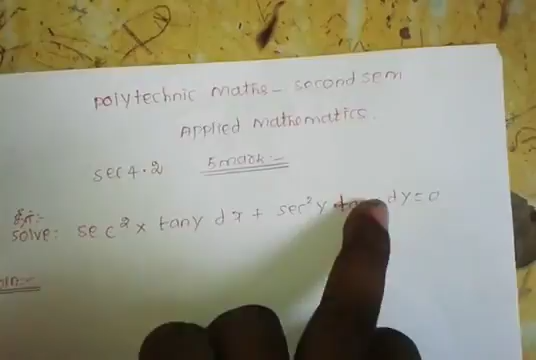 Polytechnic maths - second sem
Applied Mathematics.
sec 4.2 5 mark:-
solve: sec²x tany dx + sec²y dy = 0